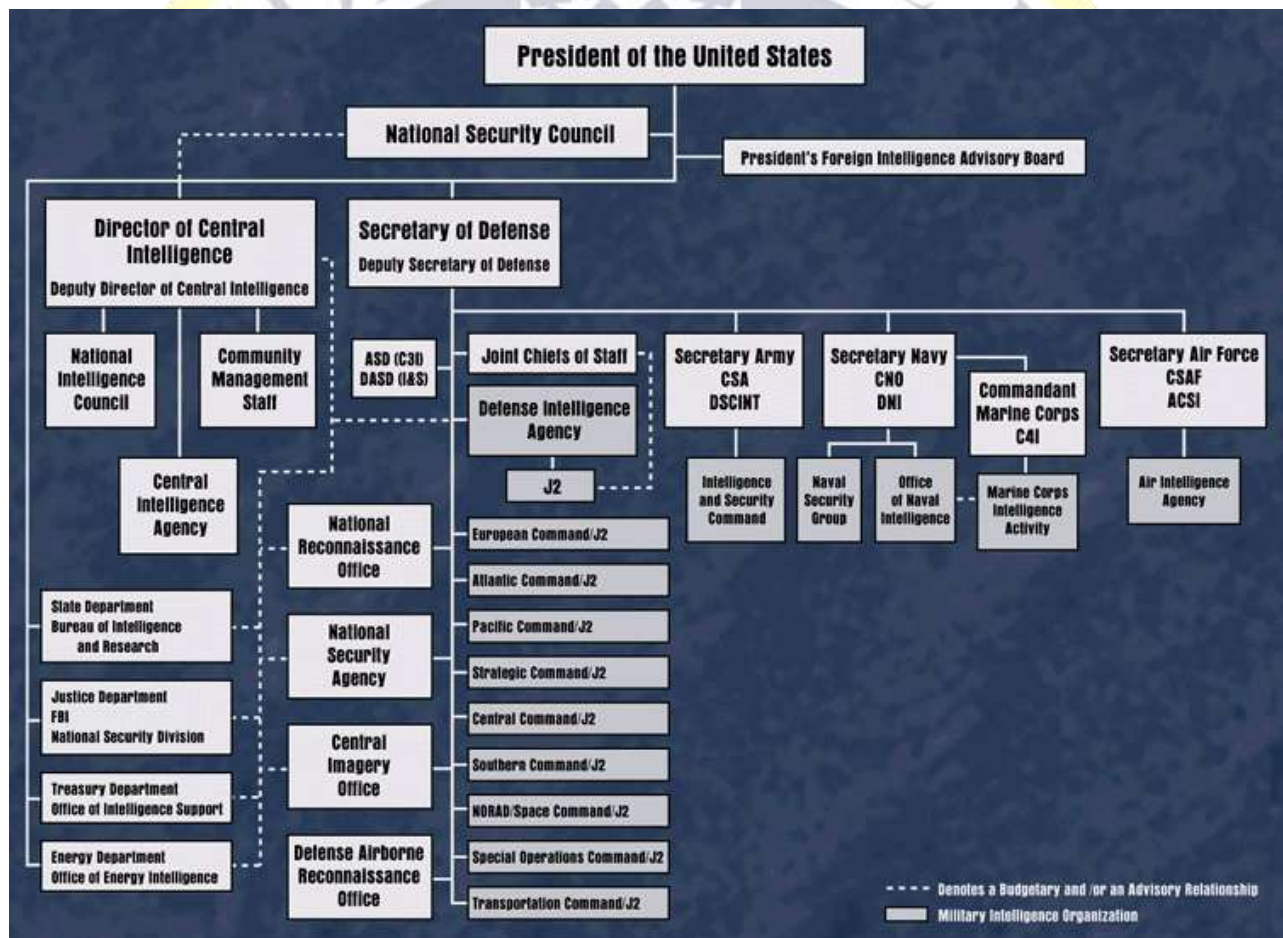 President of the United States
National Security Council
President's Foreign Intelligence Advisory Board
Director of Central
Intelligence
Deputy Director of Central Intelligence
Secretary of Defense
Deputy Secretary of Defense
National
Intelligence
Council
Community
Management
Staff
Central
Intelligence
Agency
ASD (C3I)
DASD (I&S)
Joint Chiefs of Staff
Defense Intelligence
Agency
J2
Secretary Army
CSA
DSCINT
Secretary Navy
CNO
DNI
Commandant
Marine Corps
C4I
Secretary Air Force
CSAF
ACSI
Intelligence
and Security
Command
Naval
Security
Group
Office
of Naval
Intelligence
Marine Corps
Intelligence
Activity
Air Intelligence
Agency
National
Reconnaissance
Office
National
Security
Agency
Central
Imagery
Office
Defense Airborne
Reconnaissance
Office
European Command/J2
Atlantic Command/J2
Pacific Command/J2
Strategic Command/J2
Central Command/J2
Southern Command/J2
NORAD/Space Command/J2
Special Operations Command/J2
Transportation Command/J2
State Department
Bureau of Intelligence
and Research
Justice Department
FBI
National Security Division
Treasury Department
Office of Intelligence Support
Energy Department
Office of Energy Intelligence
Denotes a Budgetary and /or an Advisory Relationship
Military Intelligence Organization